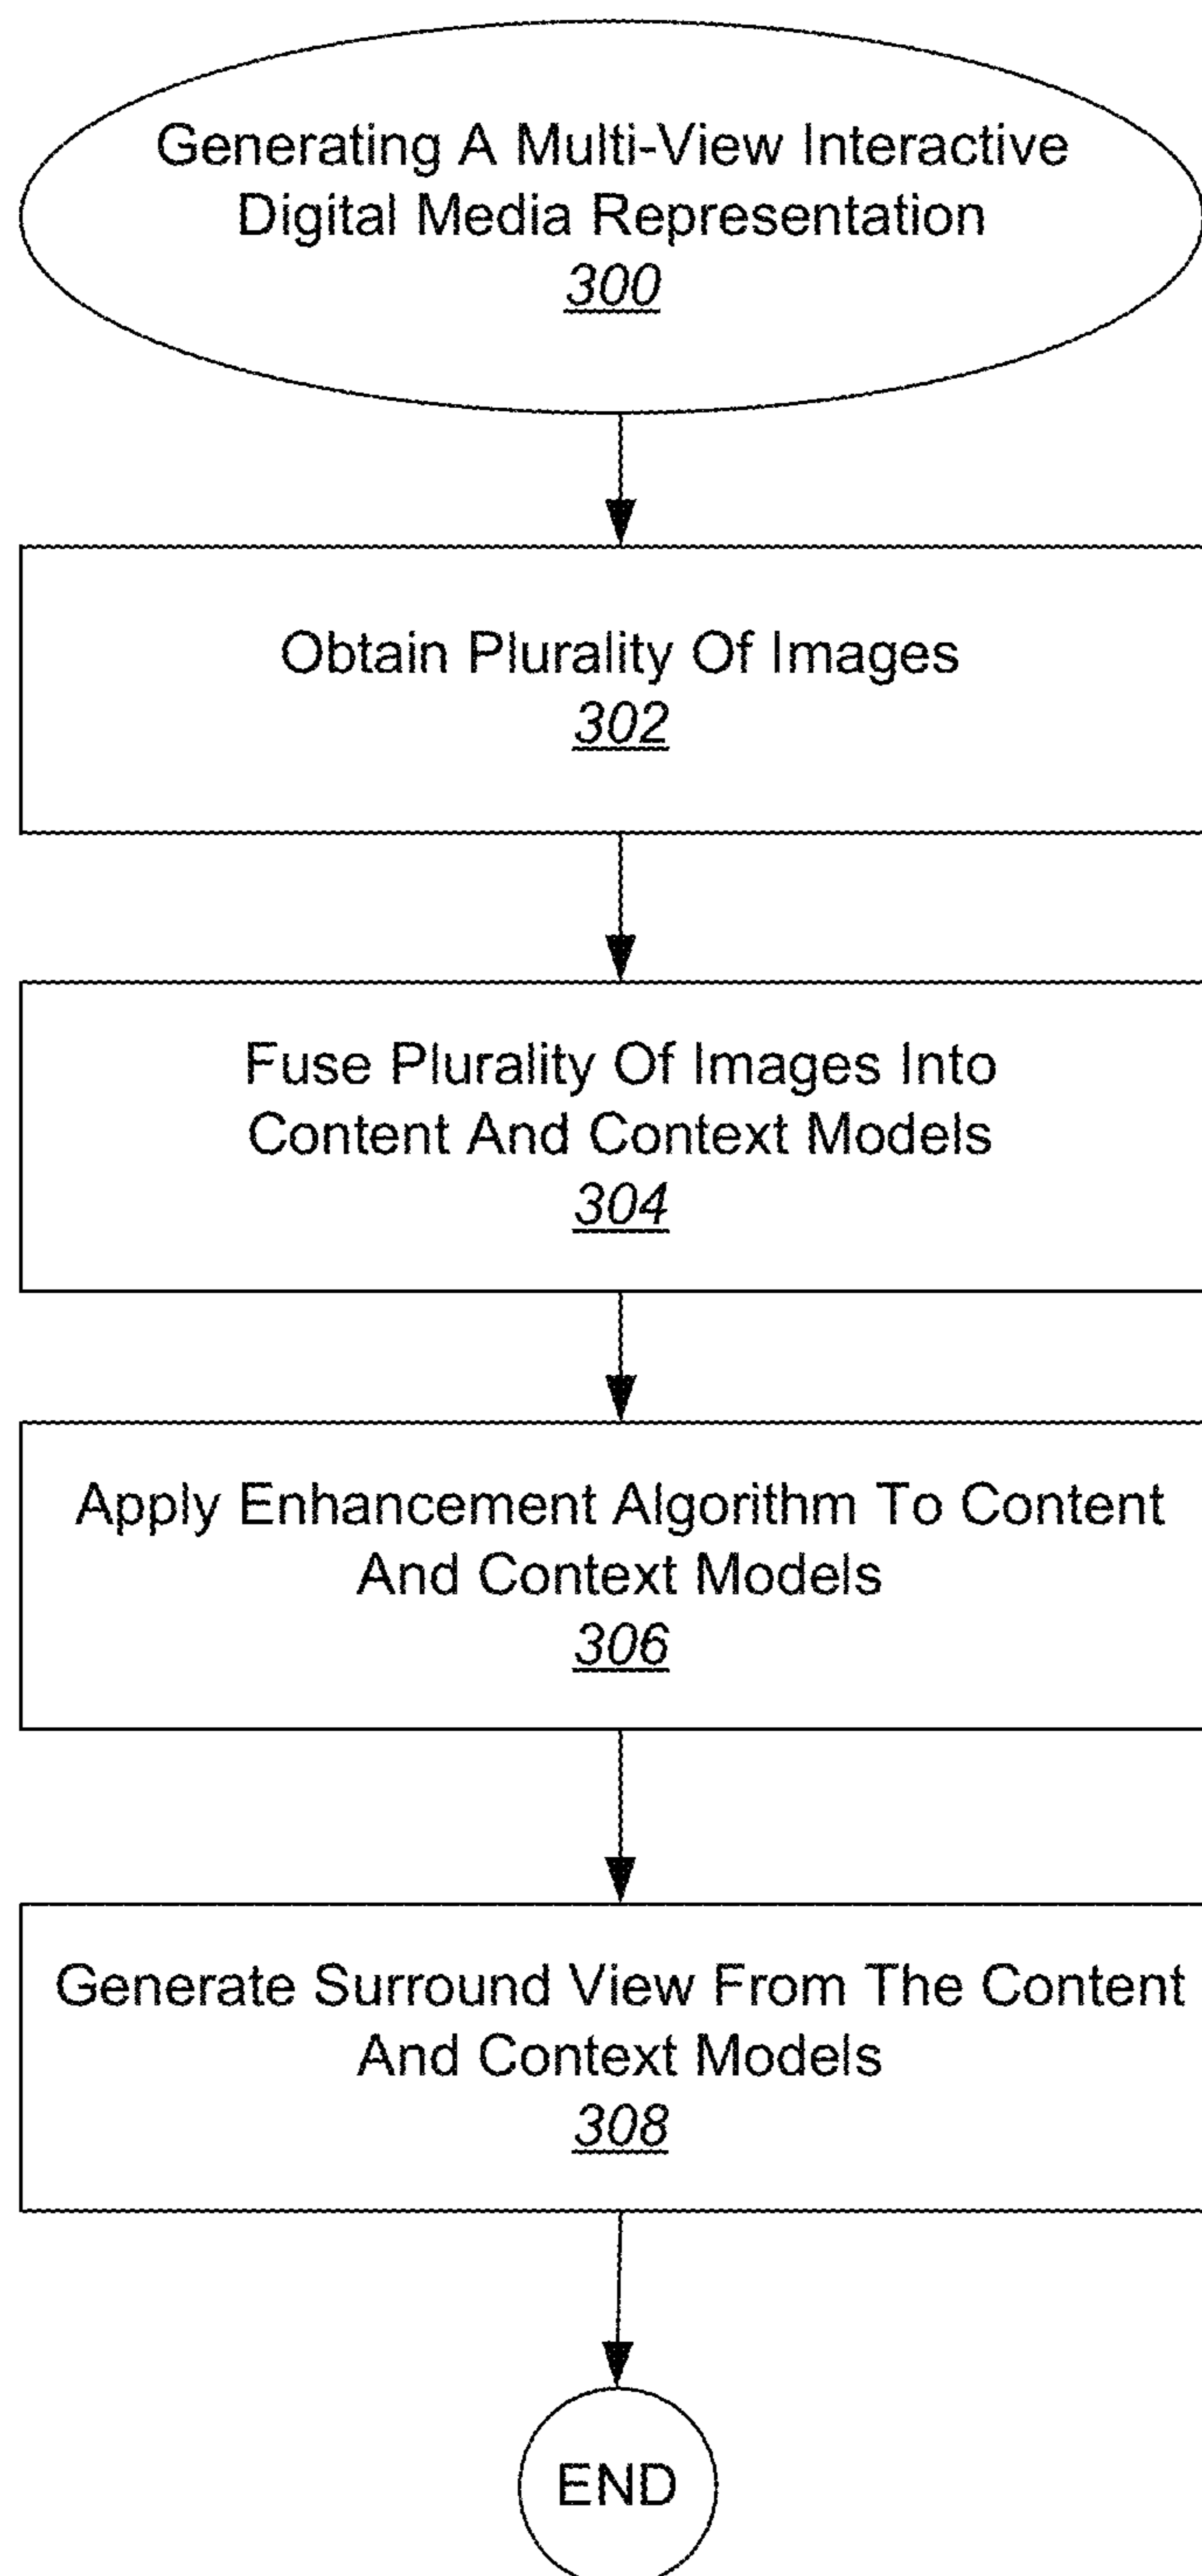 Generating A Multi-View Interactive
Digital Media Representation
300
Obtain Plurality Of Images
302
Fuse Plurality Of Images Into
Content And Context Models
304
Apply Enhancement Algorithm To Content
And Context Models
306
Generate Surround View From The Content
And Context Models
308
END